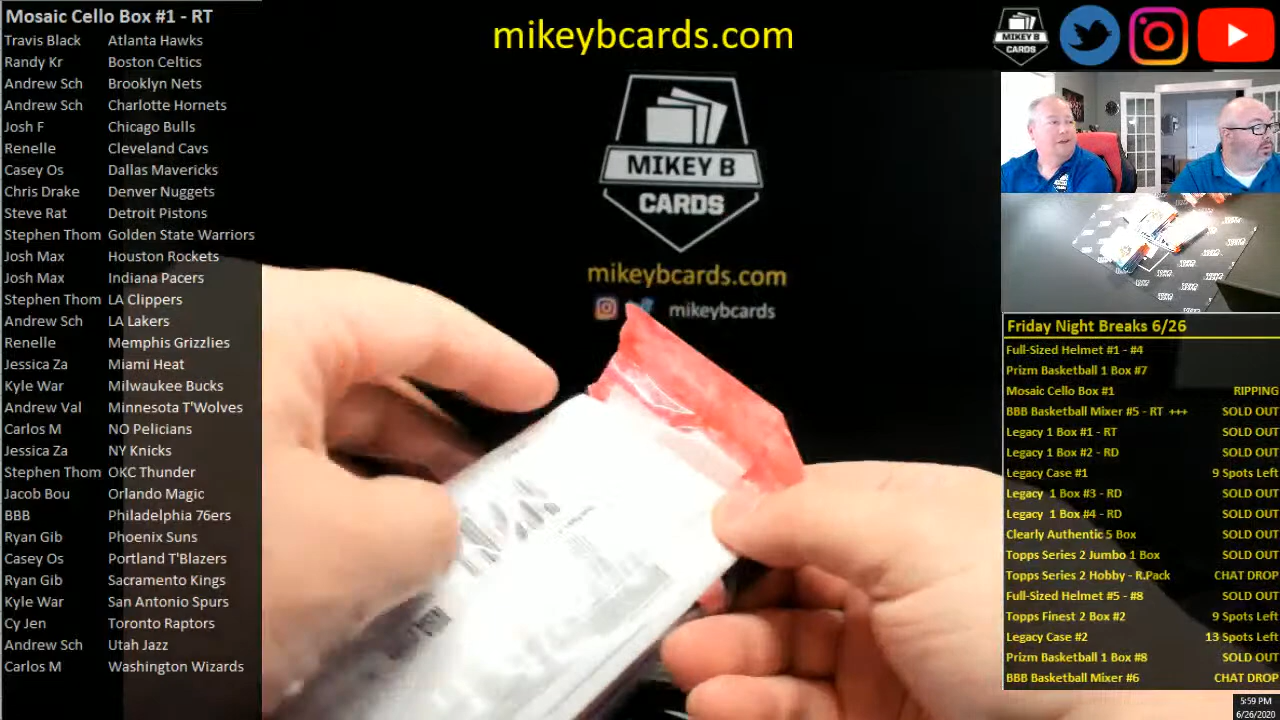 Mosaic Cello Box #1 - RT
Travis Black Atlanta Hawks
Randy Kr Boston Celtics
Andrew Sch Brooklyn Nets
Andrew Sch Charlotte Hornets
Josh F Chicago Bulls
Renelle Cleveland Cavs
Casey Os Dallas Mavericks
Chris Drake Denver Nuggets
Steve Rat Detroit Pistons
Stephen Thom Golden State Warriors
Josh Max Houston Rockets
Josh Max Indiana Pacers
Stephen Thom LA Clippers
Andrew Sch LA Lakers
Renelle Memphis Grizzlies
Jessica Za Miami Heat
Kyle War Milwaukee Bucks
Andrew Val Minnesota T'Wolves
Carlos M NO Pelicians
Jessica Za NY Knicks
Stephen Thom OKC Thunder
Jacob Bou Orlando Magic
BBB Philadelphia 76ers
Ryan Gib Phoenix Suns
Casey Os Portland T'Blazers
Ryan Gib Sacramento Kings
Kyle War San Antonio Spurs
Cy Jen Toronto Raptors
Andrew Sch Utah Jazz
Carlos M Washington Wizards
mikeybcards.com
MIKEY B
CARDS
mikeybcards.com
mikeybcards
MIKEY B
CARDS
Friday Night Breaks 6/26
Full-Sized Helmet #1 - #4
Prizm Basketball 1 Box #7
Mosaic Cello Box #1 RIPPING
BBB Basketball Mixer #5 - RT +++ SOLD OUT
Legacy 1 Box #1 - RT SOLD OUT
Legacy 1 Box #2 - RD SOLD OUT
Legacy Case #1 9 Spots Left
Legacy 1 Box #3 - RD SOLD OUT
Legacy 1 Box #4 - RD SOLD OUT
Clearly Authentic 5 Box SOLD OUT
Topps Series 2 Jumbo 1 Box SOLD OUT
Topps Series 2 Hobby - R.Pack CHAT DROP
Full-Sized Helmet #5 - #8 SOLD OUT
Topps Finest 2 Box #2 9 Spots Left
Legacy Case #2 13 Spots Left
Prizm Basketball 1 Box #8 SOLD OUT
BBB Basketball Mixer #6 CHAT DROP
5:59 PM
6/26/2020